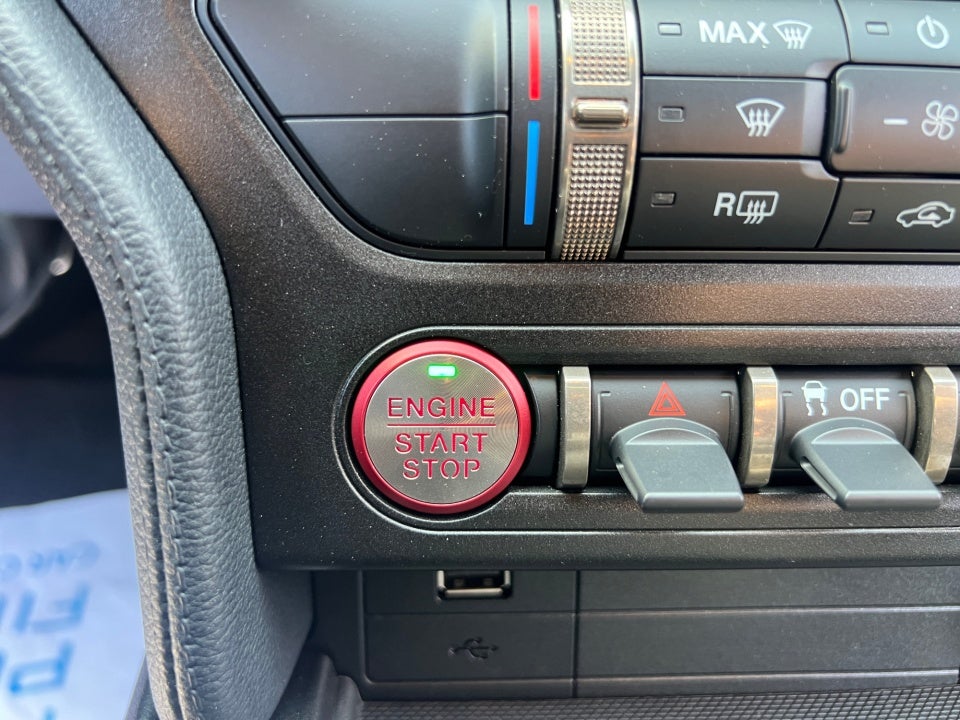 MAX
R
ENGINE
START
STOP
OFF